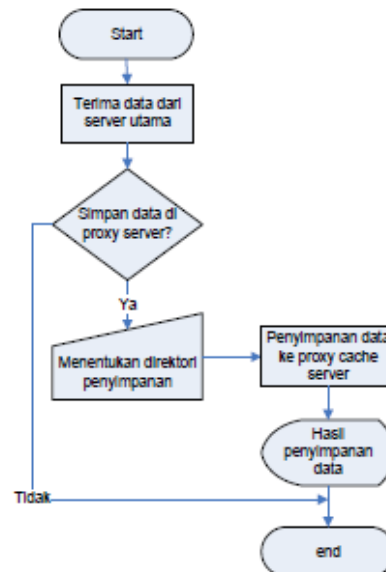 Start
Terima data dari
server utama
Simpan data di
proxy server?
Ya
Menentukan direktori
penyimpanan
Penyimpanan data
ke proxy cache
server
Hasil
penyimpanan
data
Tidak
end